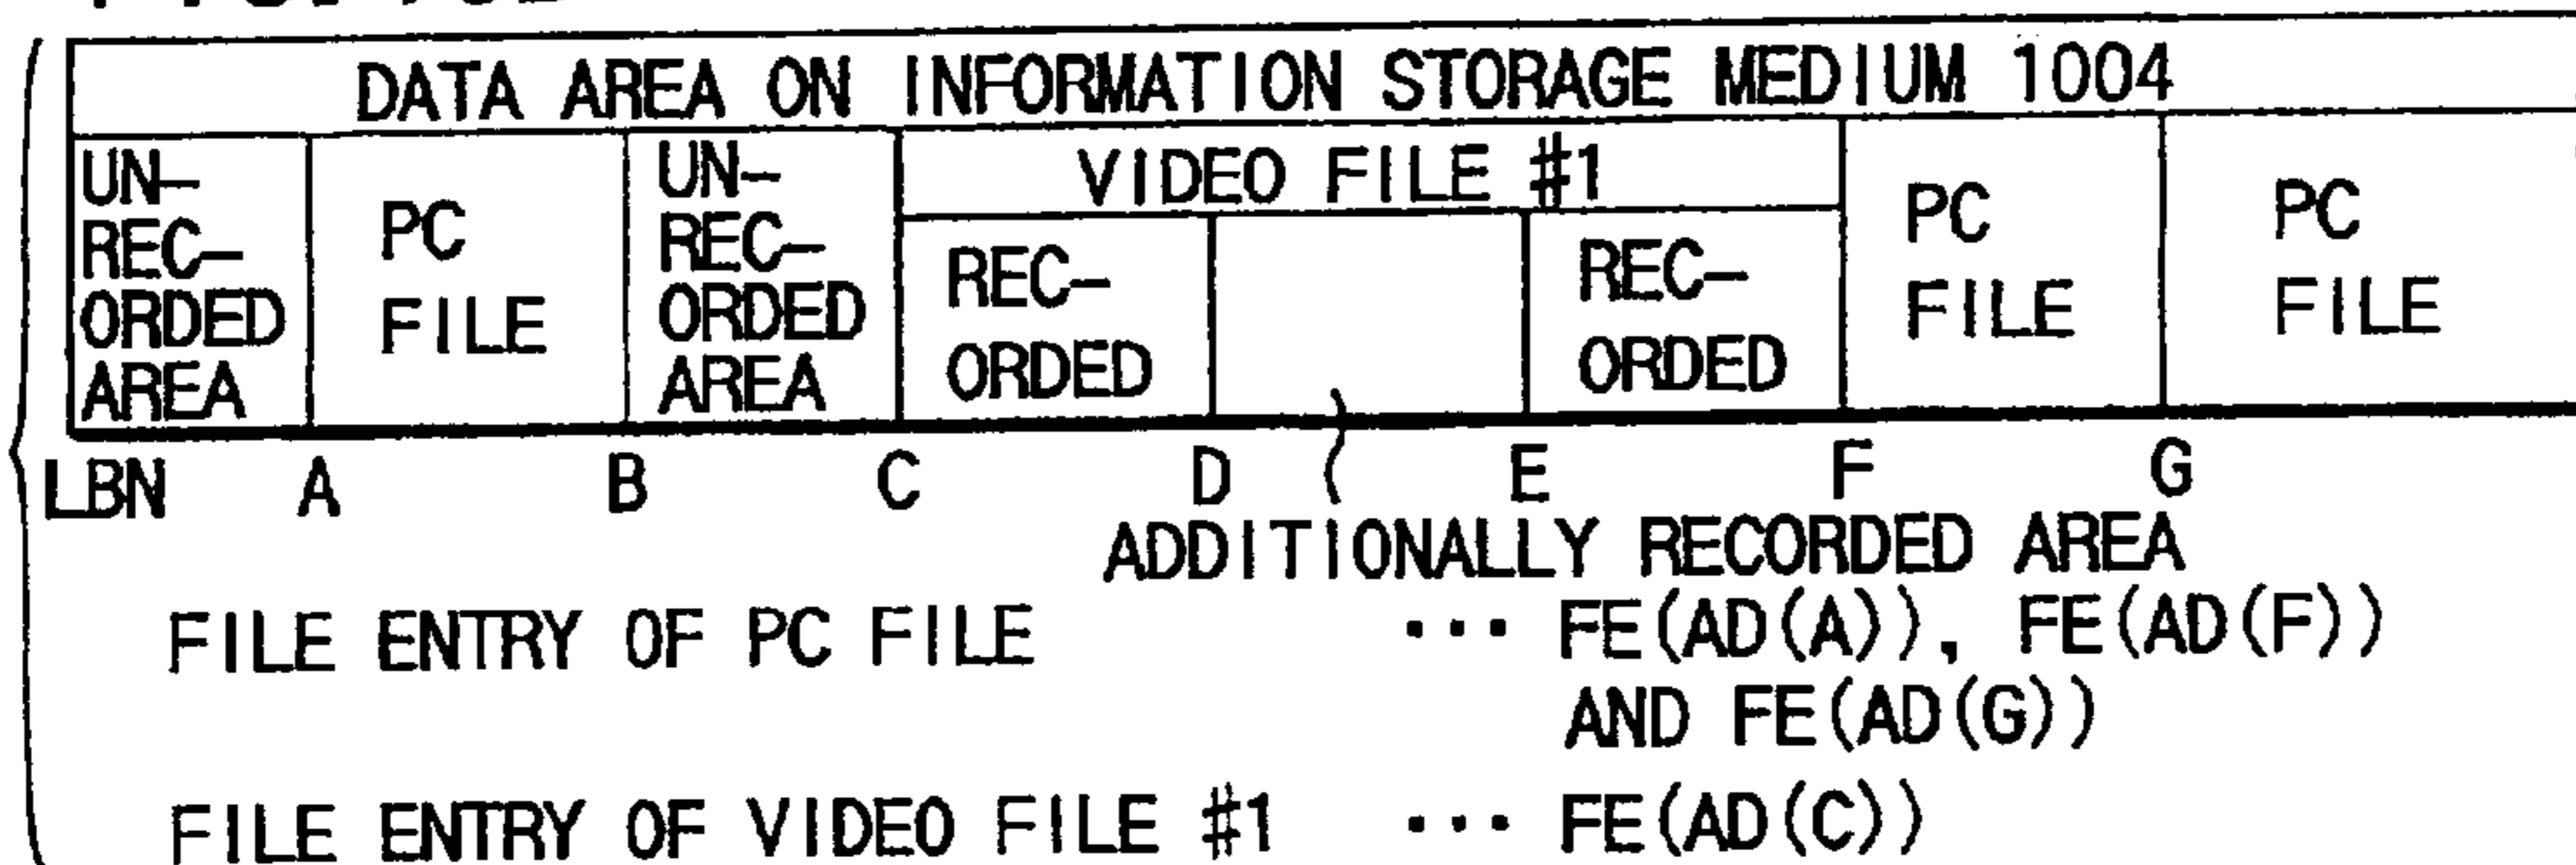 DATA AREA ON INFORMATION STORAGE MEDIUM 1004
UN-
REC-
ORDED
AREA
PC
FILE
UN-
REC-
ORDED
AREA
VIDEO FILE #1
REC-
ORDED
REC-
ORDED
PC
FILE
PC
FILE
LBN A B C D E F G
ADDITIONALLY RECORDED AREA
FILE ENTRY OF PC FILE ··· FE(AD(A)), FE(AD(F))
AND FE(AD(G))
FILE ENTRY OF VIDEO FILE #1 ··· FE(AD(C))